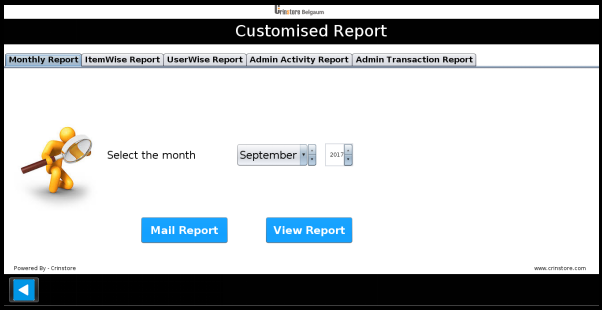 Crinstore Belgaum
Customised Report
Monthly Report ItemWise Report UserWise Report Admin Activity Report Admin Transaction Report
Select the month September 2017
Mail Report View Report
Powered By - Crinstore www.crinstore.com